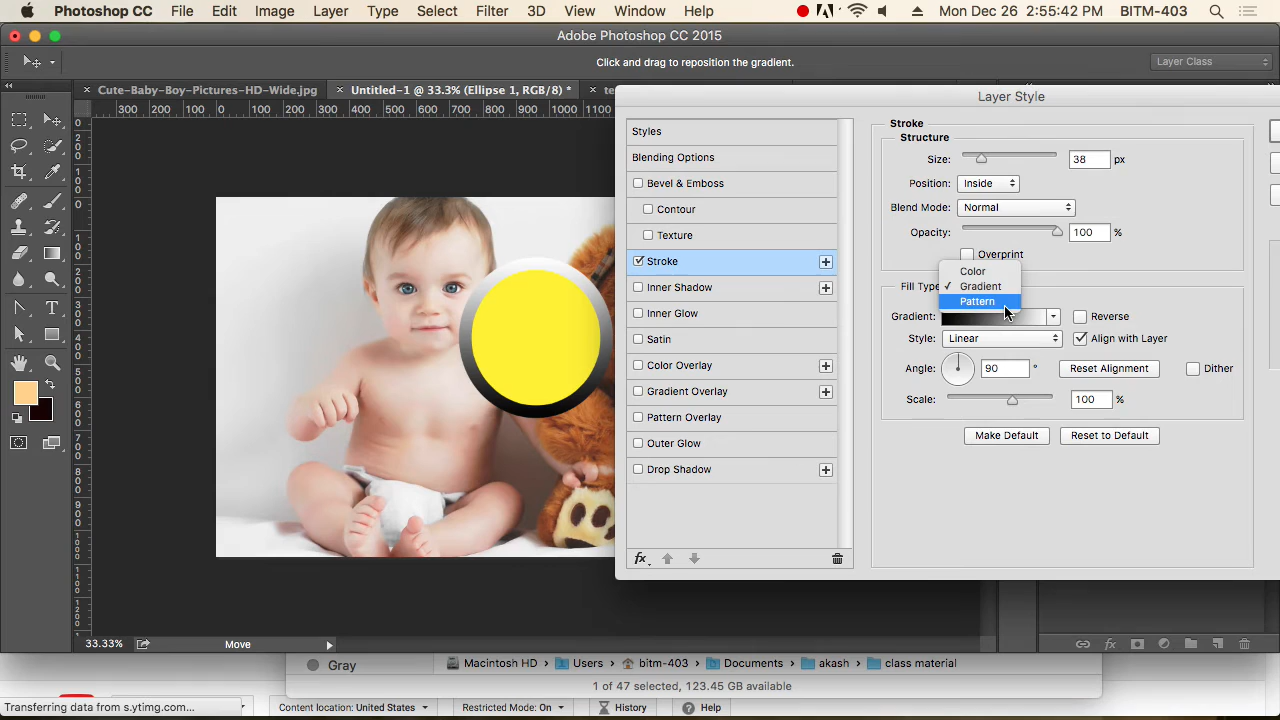 Photoshop CC File Edit Image Layer Type Select Filter 3D View Window Help Mon Dec 26 2:55:42 PM BITM-403
Adobe Photoshop CC 2015
Click and drag to reposition the gradient.
Layer Class
Cute-Baby-Boy-Pictures-HD-Wide.jpg
Untitled-1 @ 33.3% (Ellipse 1, RGB/8) *
Layer Style
300 200 100 0 100 200 300 400 500 600 700 800 900 1000 1100
Styles
Blending Options
Bevel & Emboss
Contour
Texture
Stroke
Inner Shadow
Inner Glow
Satin
Color Overlay
Gradient Overlay
Pattern Overlay
Outer Glow
Drop Shadow
fx
Stroke
Structure
Size: 38 px
Position: Inside
Blend Mode: Normal
Opacity: 100 %
Overprint
Fill Type
Color
Gradient
Pattern
Gradient: Reverse
Style: Linear Align with Layer
Angle: 90 ° Reset Alignment Dither
Scale: 100 %
Make Default Reset to Default
33.33% Move
fx
Gray
Macintosh HD Users bitm-403 Documents akash class material
1 of 47 selected, 123.45 GB available
Transferring data from s.ytimg.com...
Content location: United States Restricted Mode: On History Help